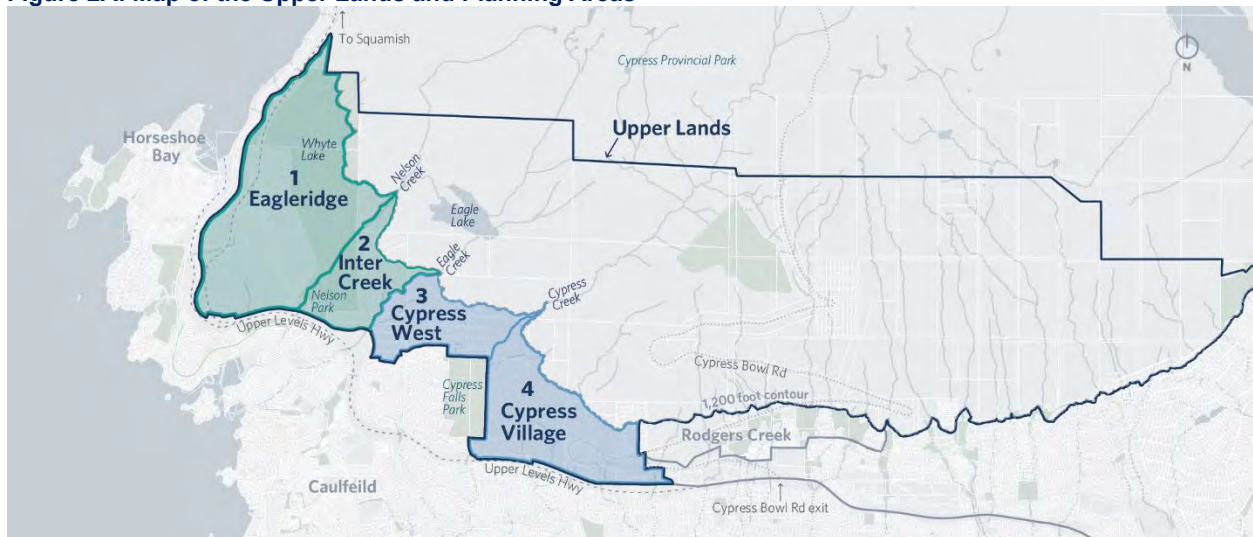 Figure 2.A: Map of the Upper Lands and Planning Areas
To Squamish
Cypress Provincial Park
N
Horseshoe
Bay
Whyte
Lake
Upper Lands
1
Eagleridge
Nelson
Creek
Eagle
Lake
2
Inter
Creek
Eagle
Creek
Nelson
Park
3
Cypress
West
Cypress
Creek
Upper Levels Hwy
Cypress Bowl Rd
Cypress
Falls
Park
4
Cypress
Village
1,200 foot contour
Rodgers Creek
Upper Levels Hwy
Caulfeild
Cypress Bowl Rd exit